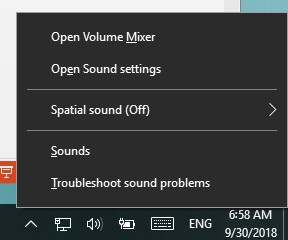 Open Volume Mixer
Open Sound settings
Spatial sound (Off)
Sounds
Troubleshoot sound problems
ENG
6:58 AM
9/30/2018